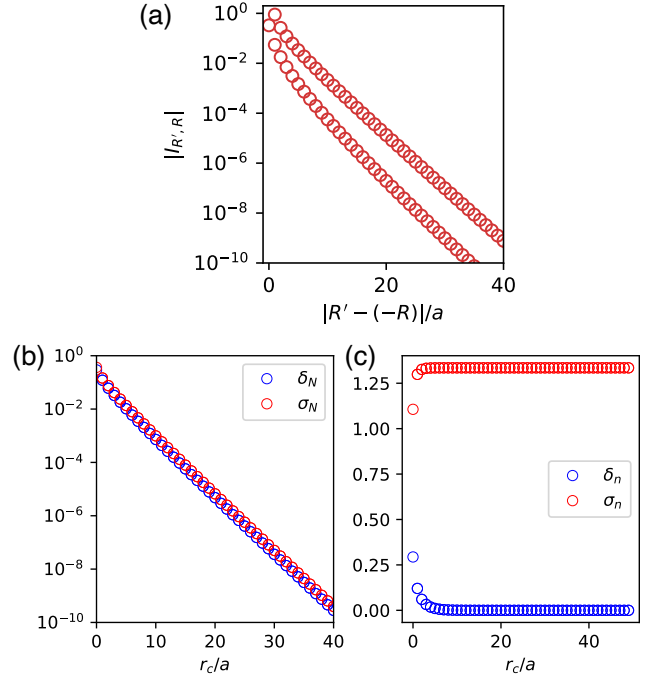 (a)
10^0
10^{-2}
10^{-4}
10^{-6}
10^{-8}
10^{-10}
|I_{R',R}|
0 20 40
|R' − (−R)|/a
(b)
10^0
10^{-2}
10^{-4}
10^{-6}
10^{-8}
10^{-10}
δ_N
σ_N
0 10 20 30 40
r_c/a
(c)
1.25
1.00
0.75
0.50
0.25
0.00
δ_n
σ_n
0 20 40
r_c/a